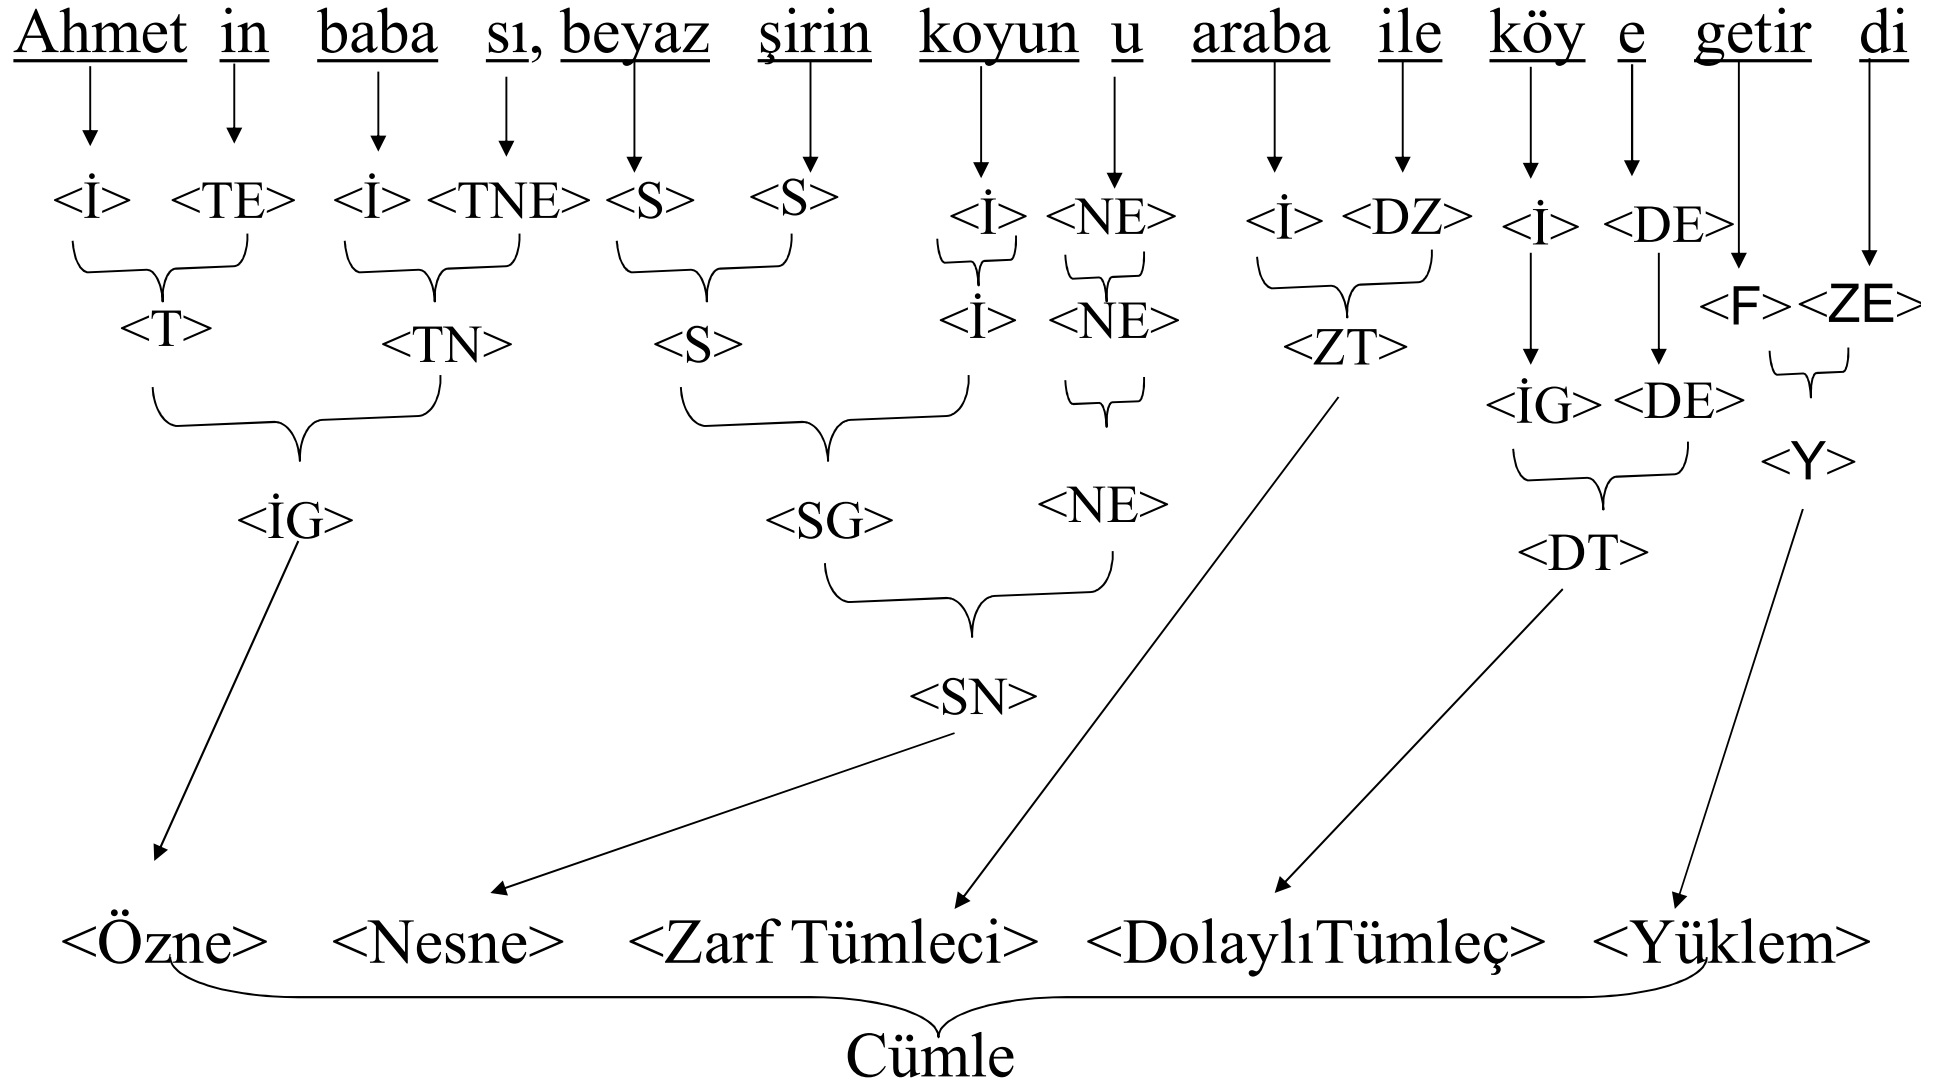 Ahmet in baba sı, beyaz şirin koyun u araba ile köy e getir di
<İ> <TE> <İ> <TNE> <S> <S> <İ> <NE> <İ> <DZ> <İ> <DE>
<T> <TN> <S> <İ> <NE> <ZT> <F> <ZE>
<İG> <DE>
<Y>
<İG> <SG> <NE> <DT>
<SN>
<Özne> <Nesne> <Zarf Tümleci> <DolaylıTümleç> <Yüklem>
Cümle